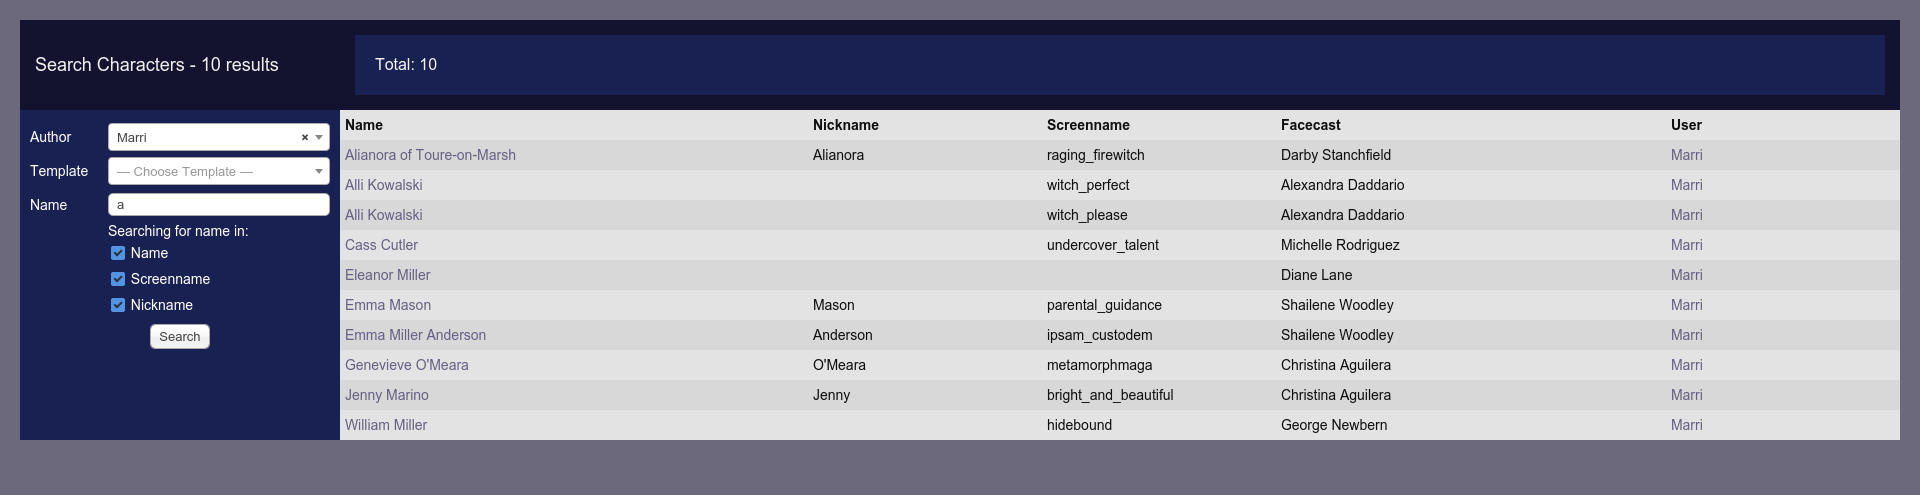 Search Characters - 10 results
Total: 10
Author Marri ×
Template — Choose Template —
Name a
Searching for name in:
Name
Screenname
Nickname
Search
Name Nickname Screenname Facecast User
Alianora of Toure-on-Marsh Alianora raging_firewitch Darby Stanchfield Marri
Alli Kowalski witch_perfect Alexandra Daddario Marri
Alli Kowalski witch_please Alexandra Daddario Marri
Cass Cutler undercover_talent Michelle Rodriguez Marri
Eleanor Miller Diane Lane Marri
Emma Mason Mason parental_guidance Shailene Woodley Marri
Emma Miller Anderson Anderson ipsam_custodem Shailene Woodley Marri
Genevieve O'Meara O'Meara metamorphmaga Christina Aguilera Marri
Jenny Marino Jenny bright_and_beautiful Christina Aguilera Marri
William Miller hidebound George Newbern Marri